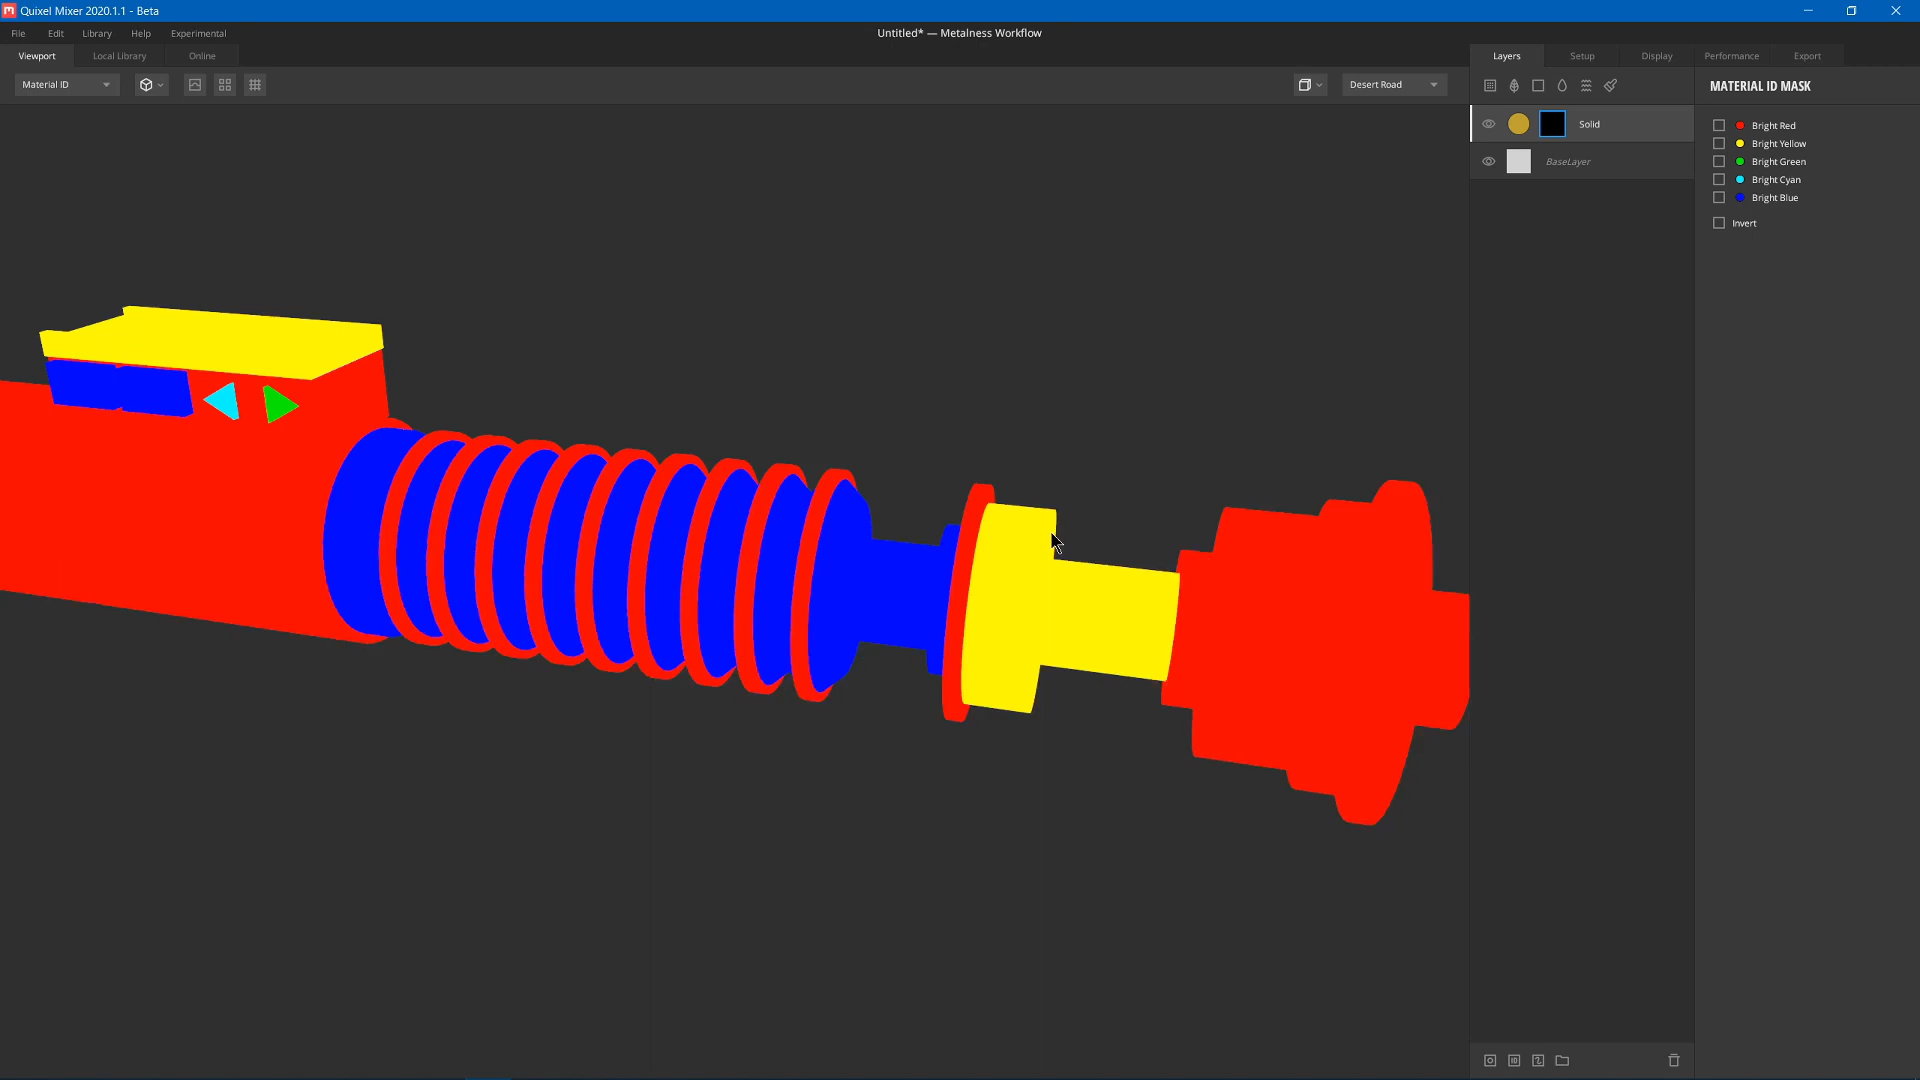 Quixel Mixer 2020.1.1 - Beta
File Edit Library Help Experimental
Untitled* — Metalness Workflow
Viewport Local Library Online
Layers Setup Display Performance Export
Material ID
Desert Road
MATERIAL ID MASK
Solid
BaseLayer
Bright Red
Bright Yellow
Bright Green
Bright Cyan
Bright Blue
Invert